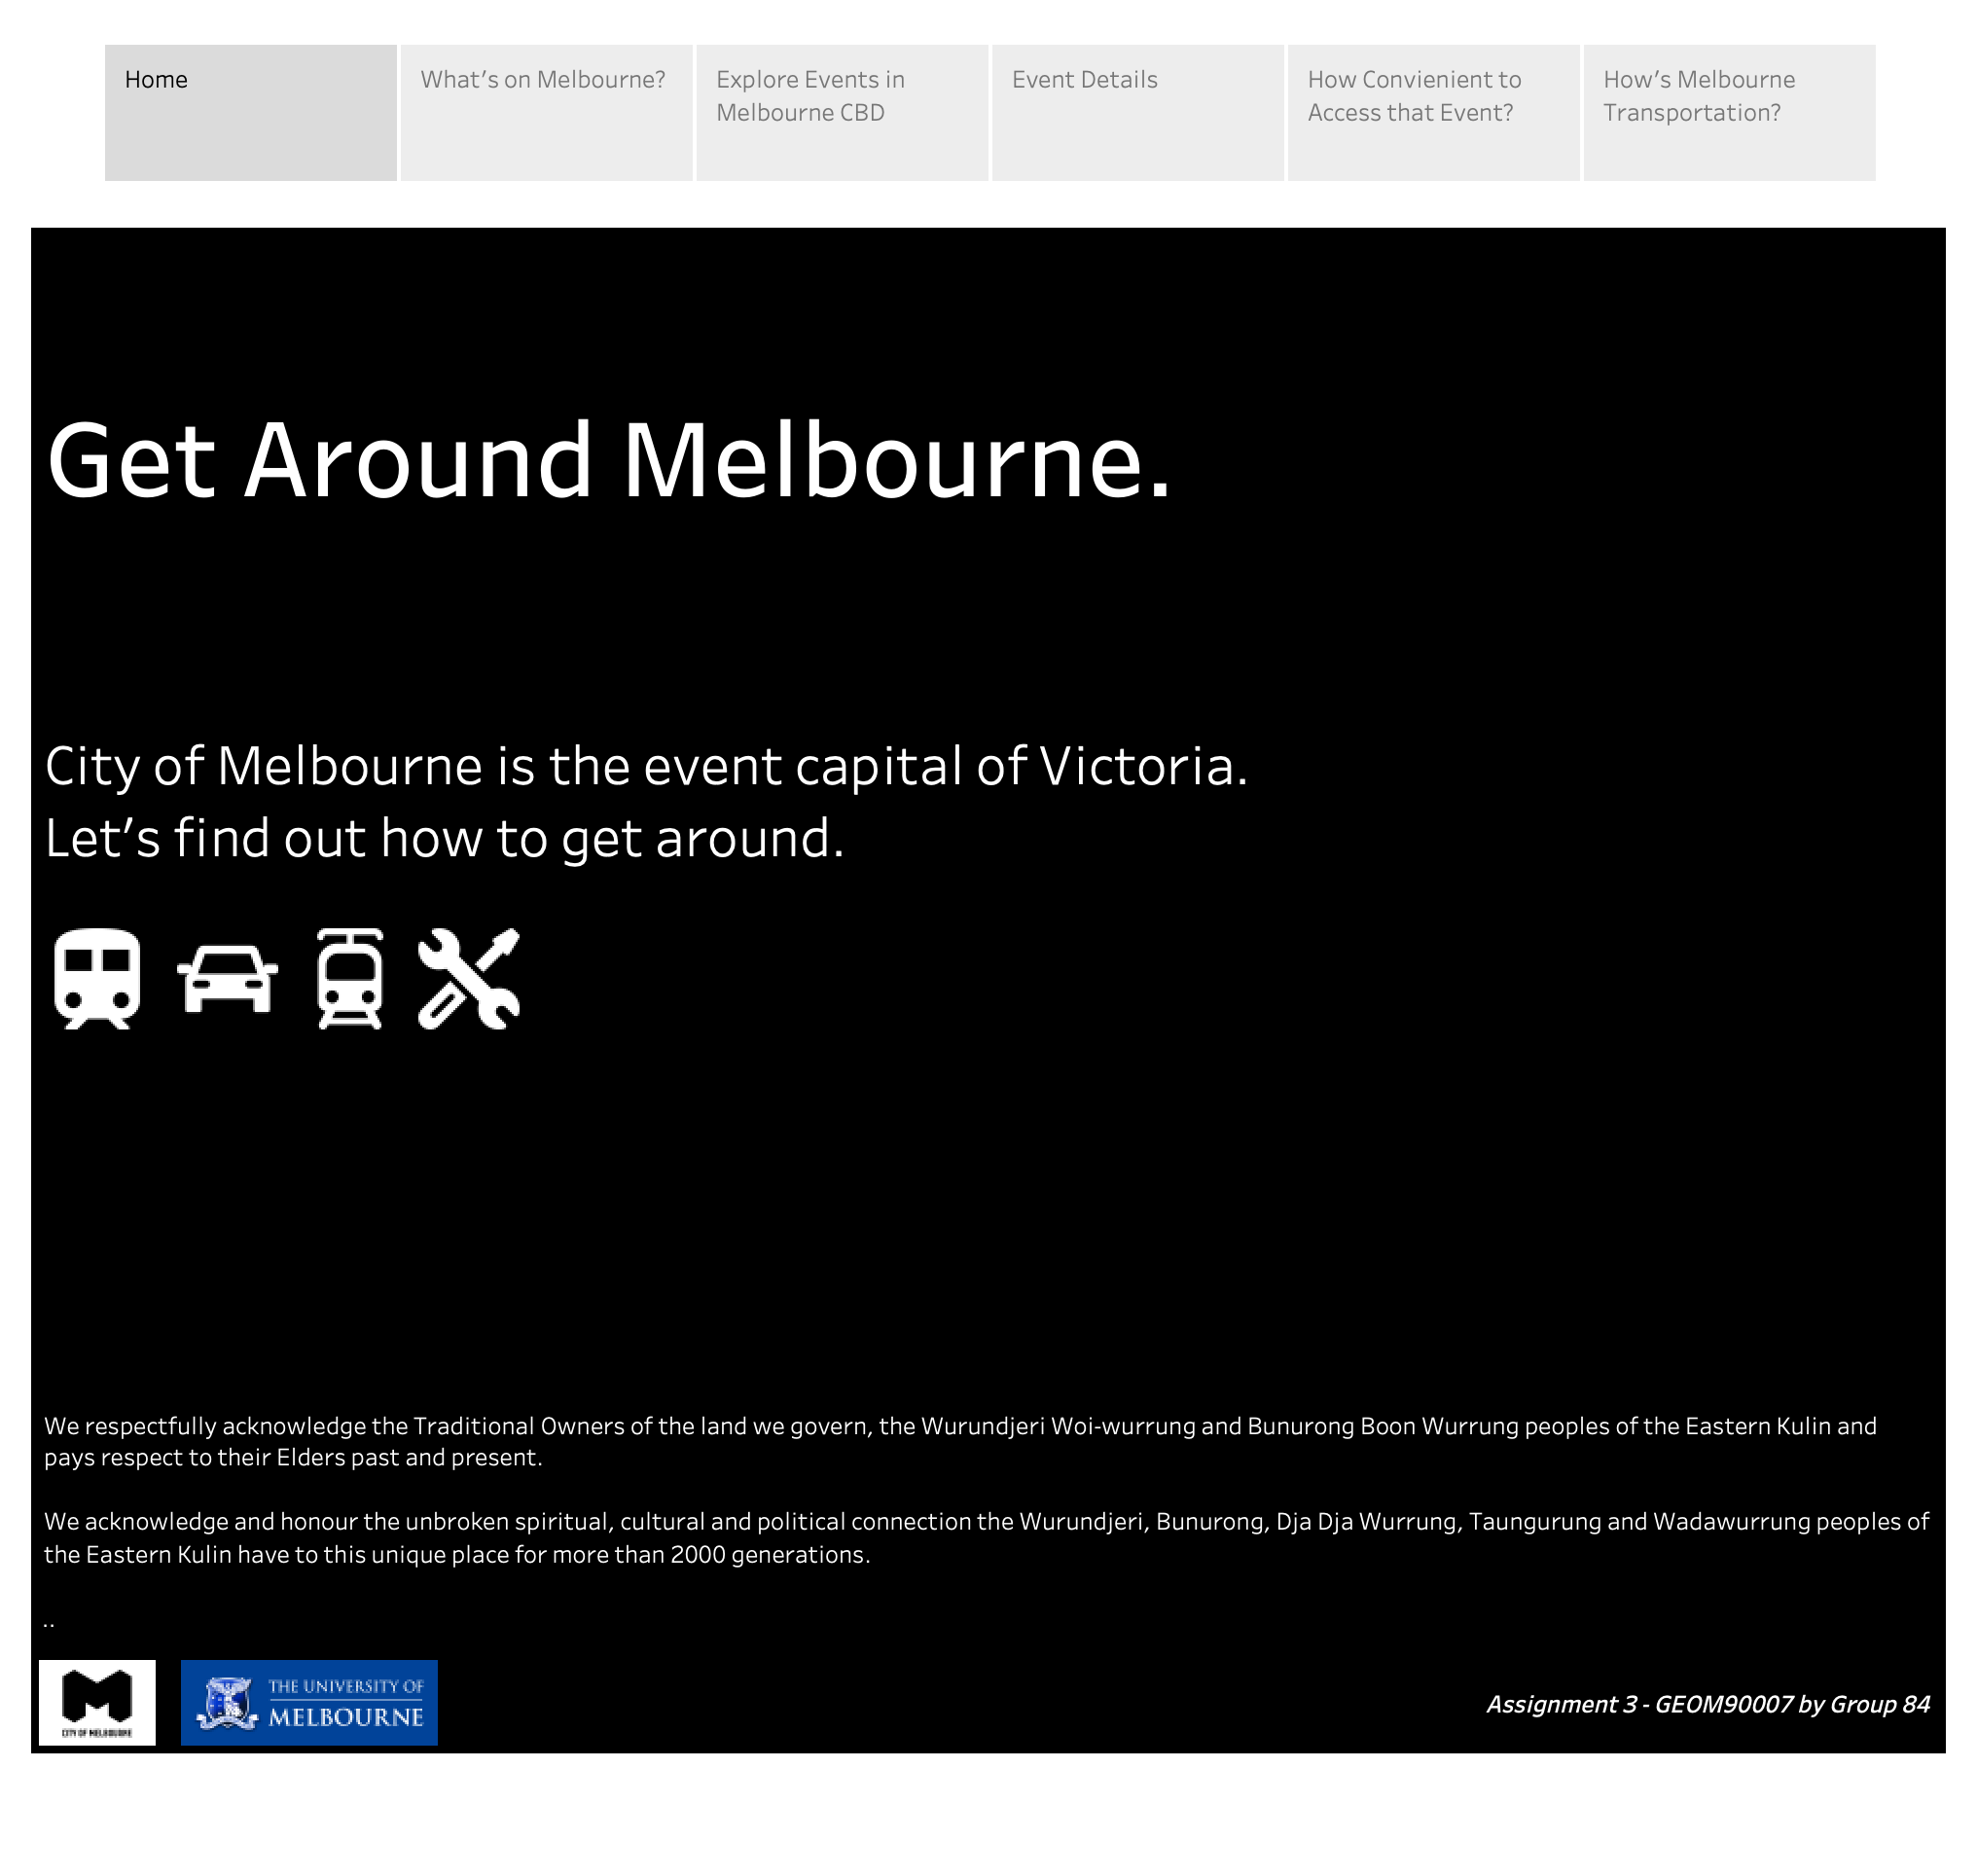 Home
What's on Melbourne?
Explore Events in
Melbourne CBD
Event Details
How Convienient to
Access that Event?
How's Melbourne
Transportation?
Get Around Melbourne.
City of Melbourne is the event capital of Victoria.
Let's find out how to get around.
We respectfully acknowledge the Traditional Owners of the land we govern, the Wurundjeri Woi-wurrung and Bunurong Boon Wurrung peoples of the Eastern Kulin and
pays respect to their Elders past and present.
We acknowledge and honour the unbroken spiritual, cultural and political connection the Wurundjeri, Bunurong, Dja Dja Wurrung, Taungurung and Wadawurrung peoples of
the Eastern Kulin have to this unique place for more than 2000 generations.
..
CITY OF MELBOURNE
THE UNIVERSITY OF
MELBOURNE
Assignment 3 - GEOM90007 by Group 84